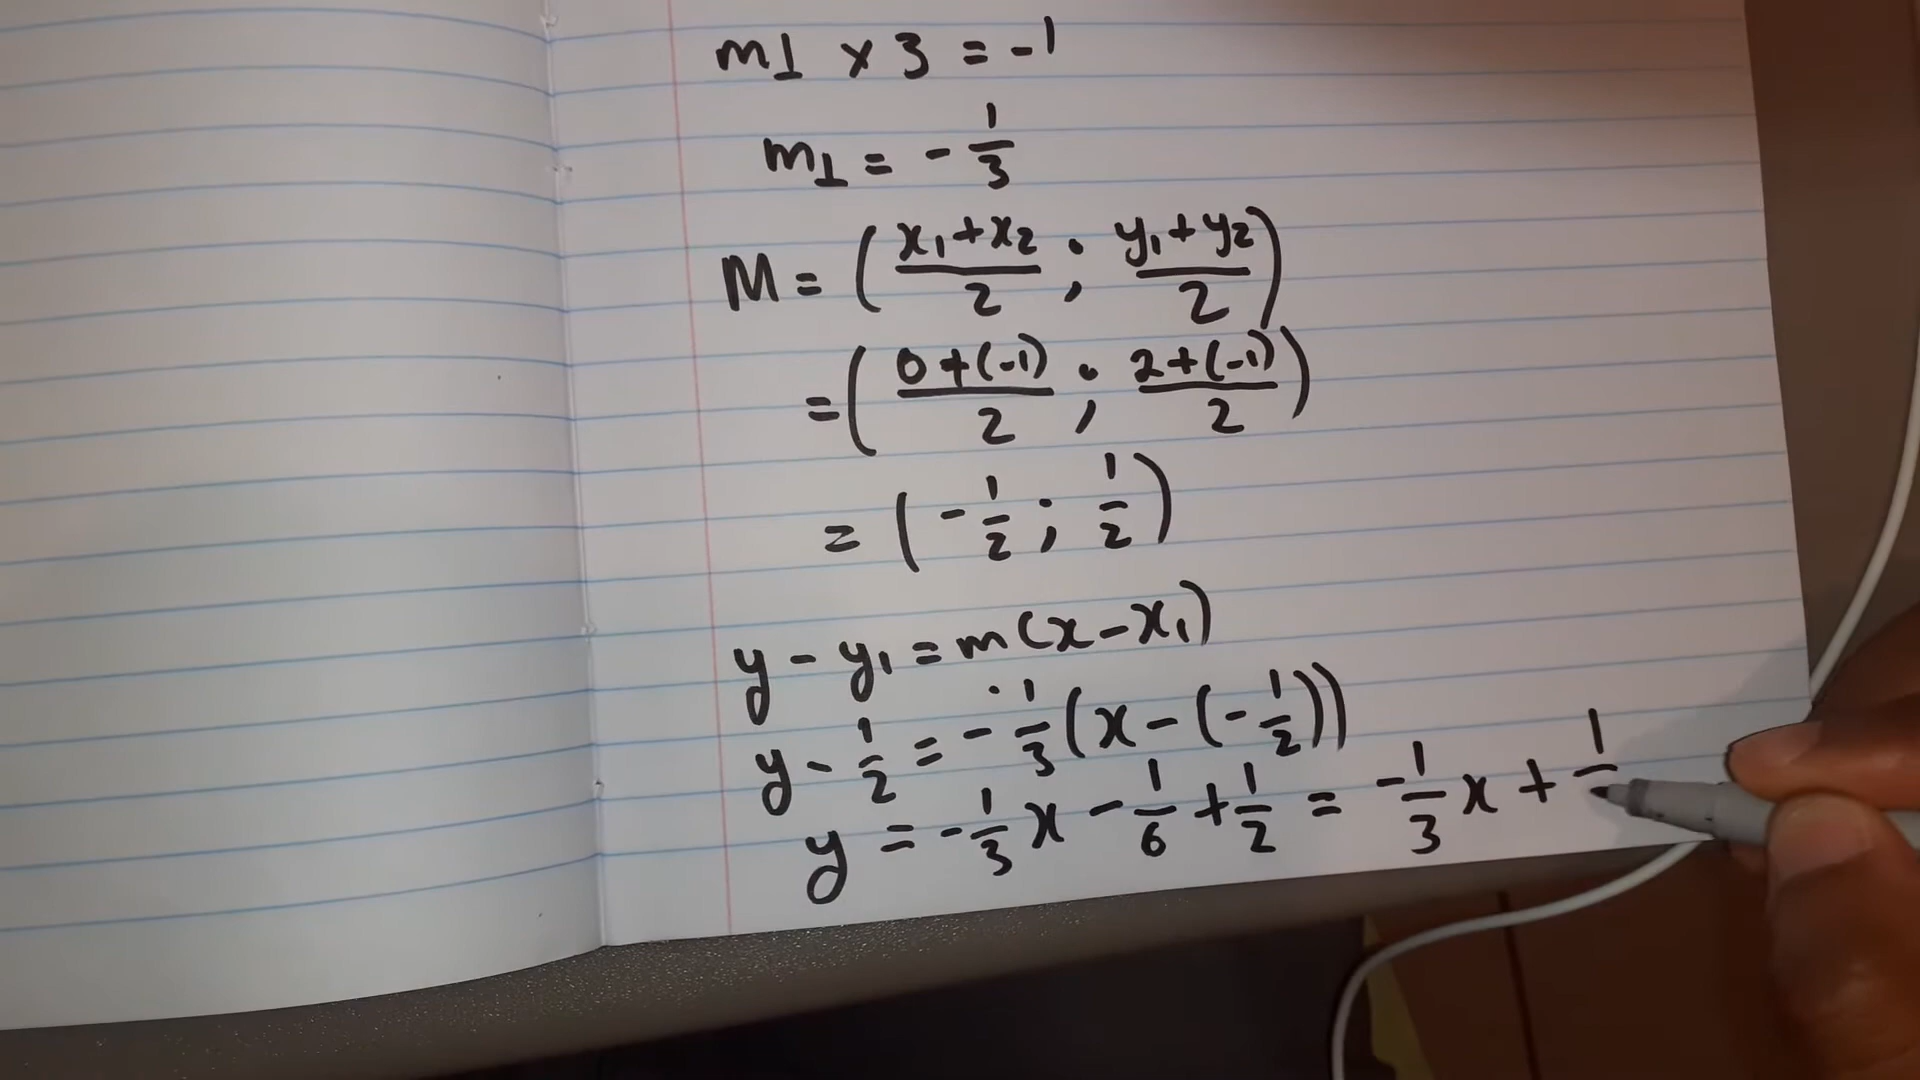 m⊥ × 3 = -1
m⊥ = - 1/3
M = ( (x₁+x₂)/2 ; (y₁+y₂)/2 )
= ( (0+(-1))/2 ; (2+(-1))/2 )
= ( -1/2 ; 1/2 )
y - y₁ = m(x - x₁)
y - 1/2 = - 1/3 (x - (- 1/2))
y = - 1/3 x - 1/6 + 1/2 = - 1/3 x + 1/